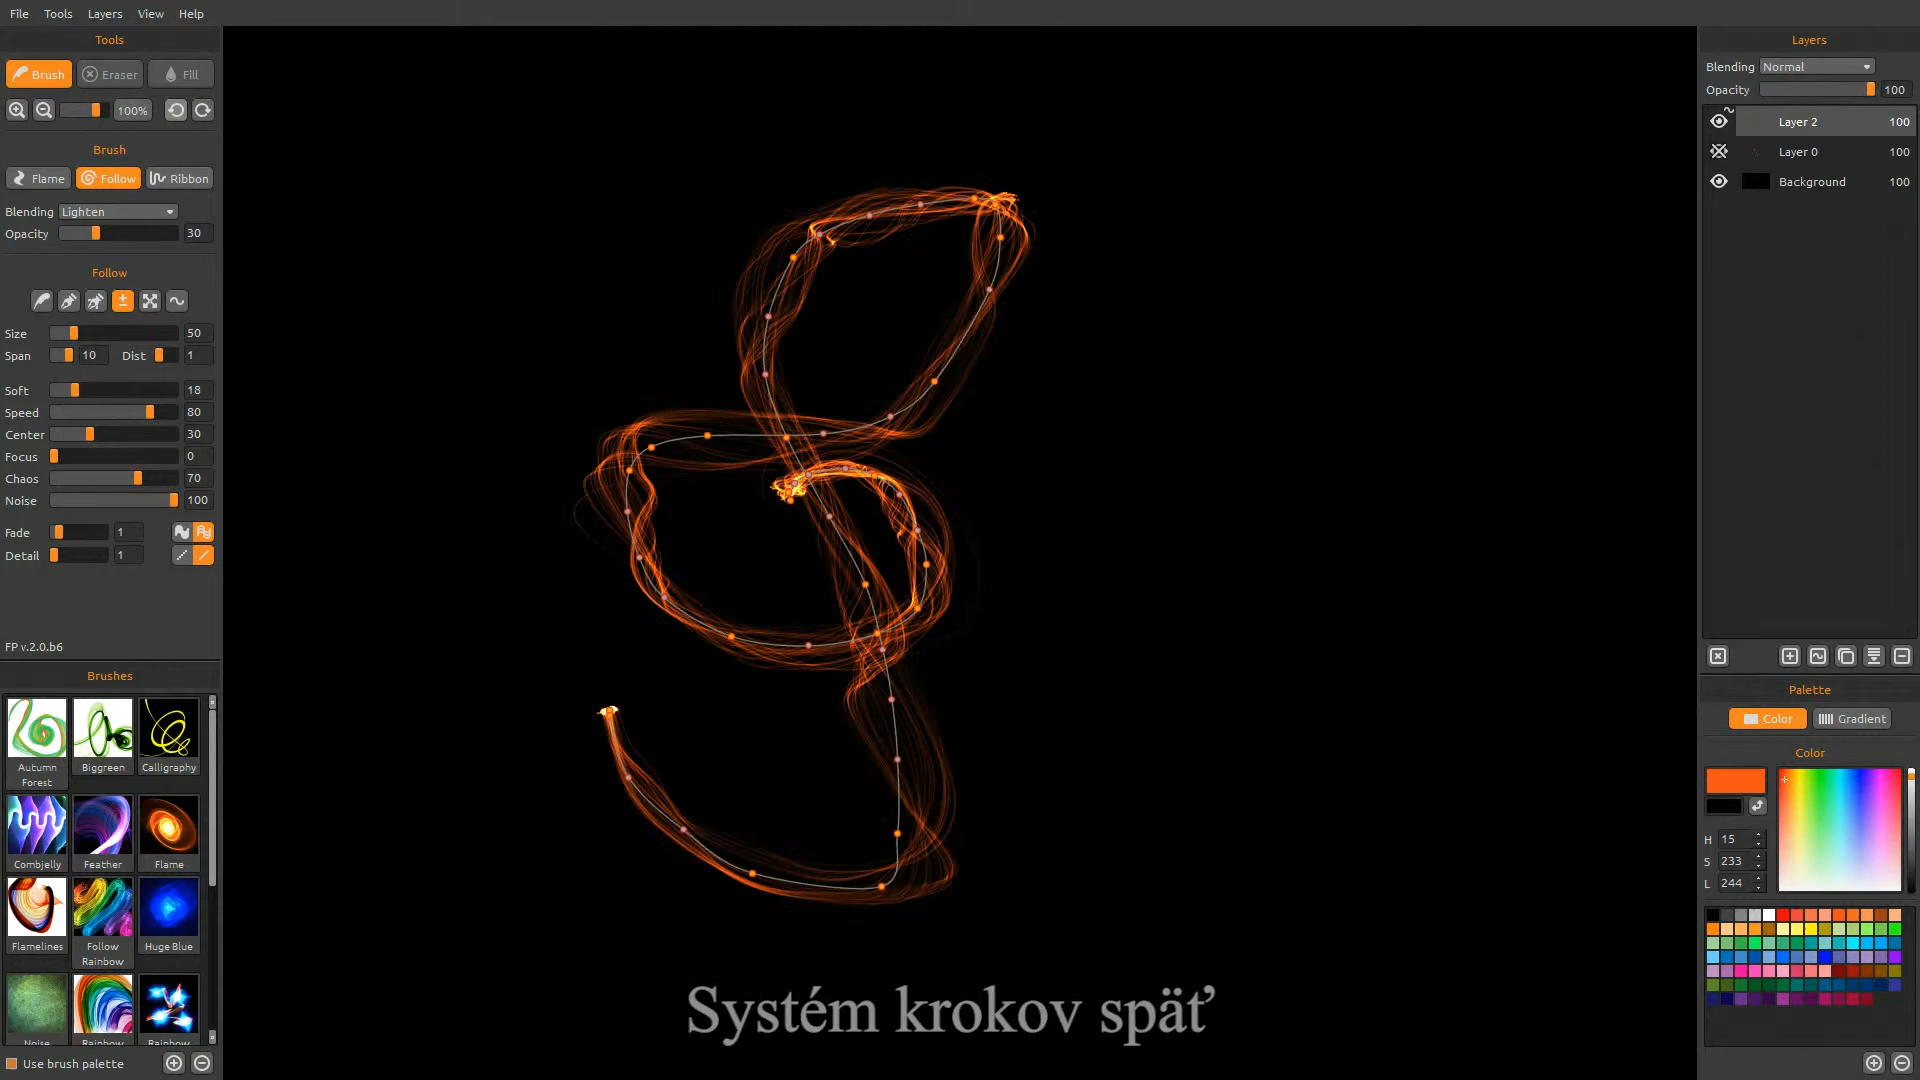 File Tools Layers View Help
Tools
Brush Eraser Fill
100%
Brush
Flame Follow Ribbon
Blending Lighten
Opacity 30
Follow
Size 50
Span 10 Dist 1
Soft 18
Speed 80
Center 30
Focus 0
Chaos 70
Noise 100
Fade 1
Detail 1
FP v.2.0.b6
Brushes
Autumn Forest
Biggreen
Calligraphy
Combjelly
Feather
Flame
Flamelines
Follow Rainbow
Huge Blue
Noise
Rainbow
Rainbow
Use brush palette
Systém krokov späť
Layers
Blending Normal
Opacity 100
Layer 2 100
Layer 0 100
Background 100
Palette
Color Gradient
Color
H 15
S 233
L 244